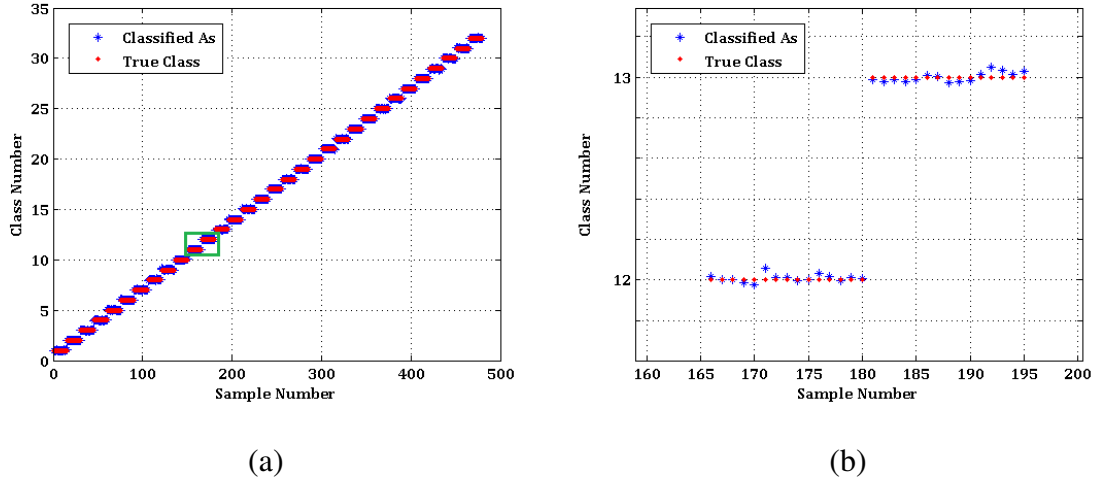 35
30
25
20
15
10
5
0
Class Number
Classified As
True Class
0 100 200 300 400 500
Sample Number
(a)
13
12
Class Number
Classified As
True Class
160 165 170 175 180 185 190 195 200
Sample Number
(b)